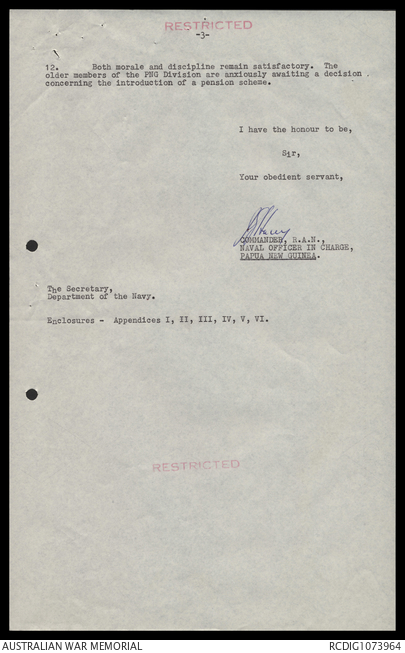 RESTRICTED
-3-
12. Both morale and discipline remain satisfactory. The
older members of the PNG Division are anxiously awaiting a decision
concerning the introduction of a pension scheme.
I have the honour to be,
Sir,
Your obedient servant,
COMMANDER, R.A.N.,
NAVAL OFFICER IN CHARGE,
PAPUA NEW GUINEA.
The Secretary,
Department of the Navy.
Enclosures - Appendices I, II, III, IV, V, VI.
RESTRICTED
AUSTRALIAN WAR MEMORIAL
RCDIG1073964